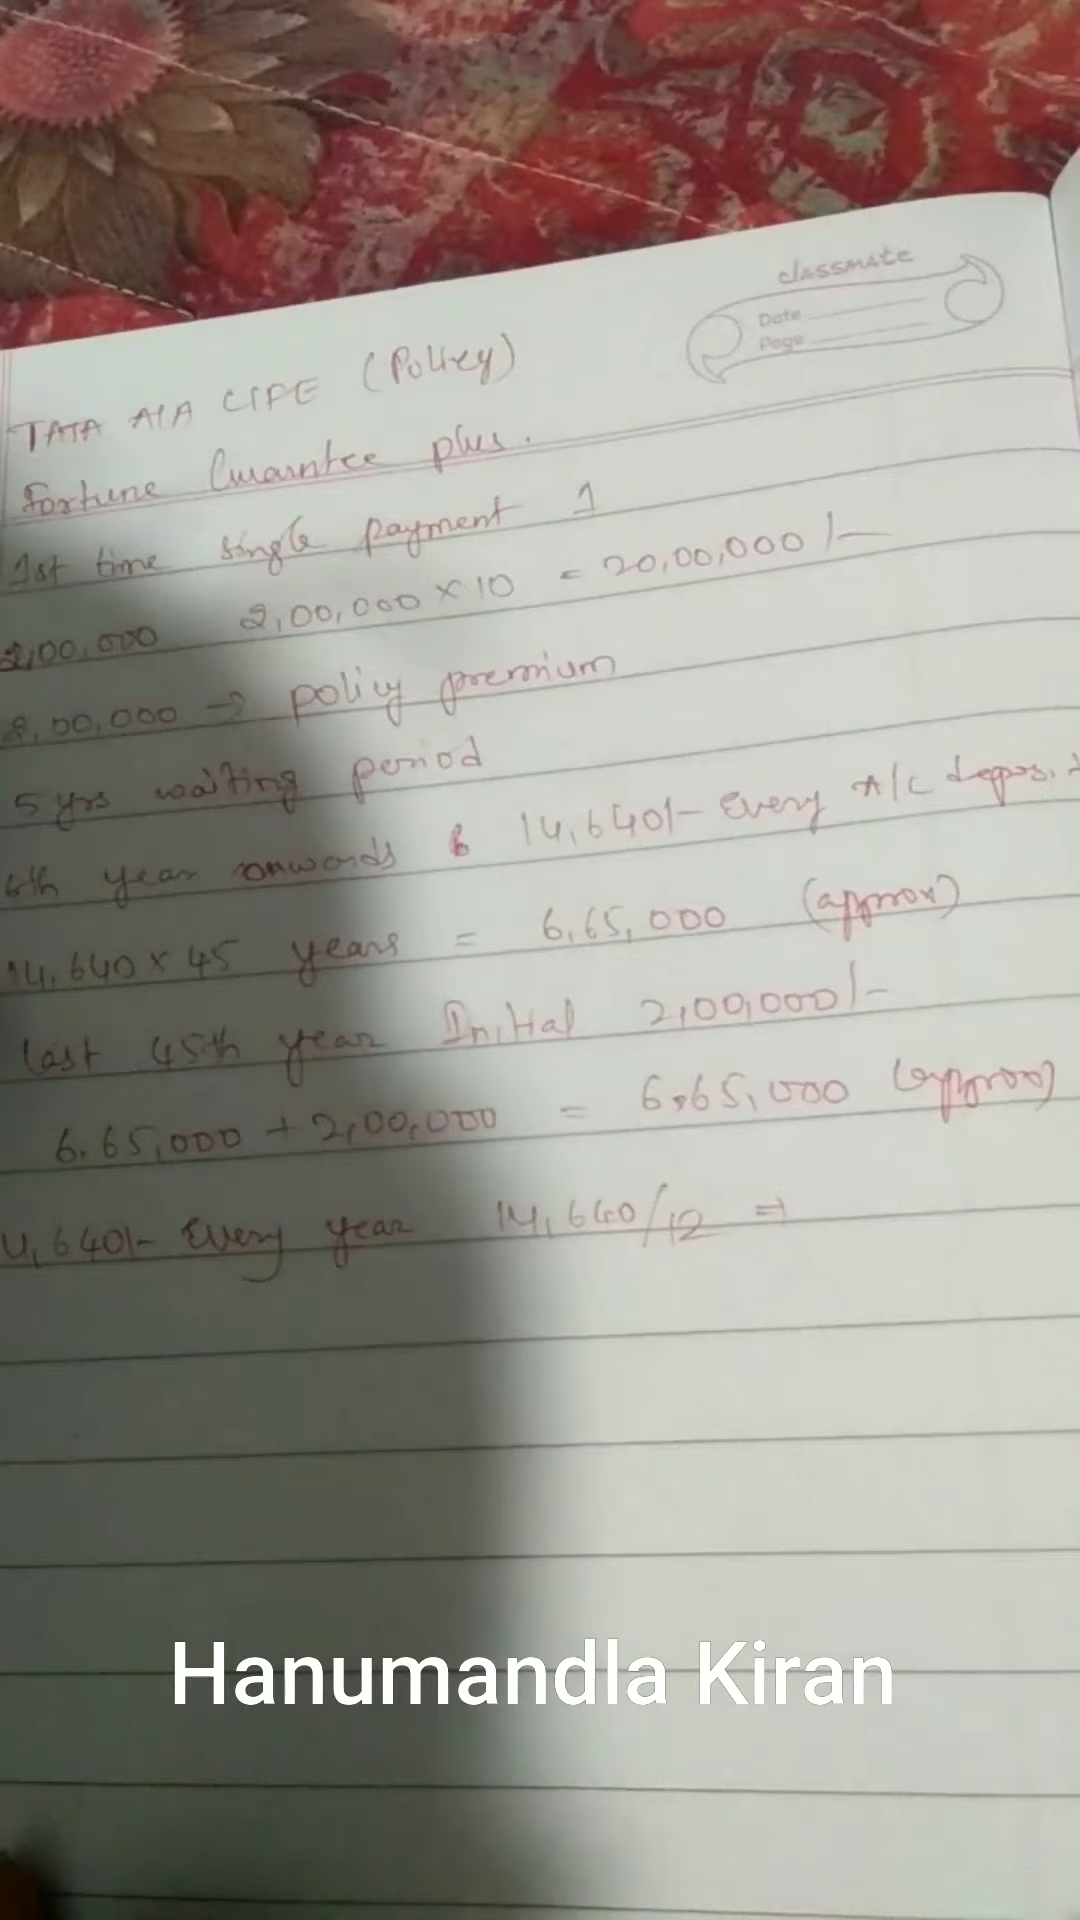 classmate
Date
Page
TATA AIA LIFE (Policy)
Fortune Guarntee plus.
1st time single payment 1
2,00,000 2,00,000 x 10 = 20,00,000/-
2,00,000 → policy premium
5 yrs waiting period
6th year onwards 14,640/- Every A/C depos.
14,640 x 45 years = 6,65,000 (approx)
last 45th year Initial 2,00,000/-
6.65,000 + 2,00,000 = 6,65,000 (approx)
4,640/- Every year 14,640/12 ⇒
Hanumandla Kiran